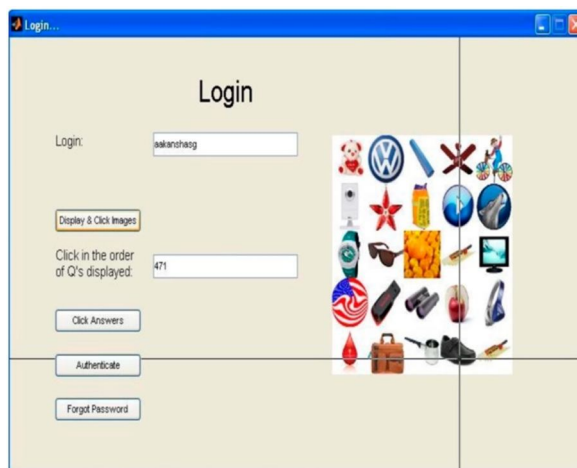 Login...
Login
Login:
aakanshasg
Display & Click Images
Click in the order
of Q's displayed:
471
Click Answers
Authenticate
Forgot Password